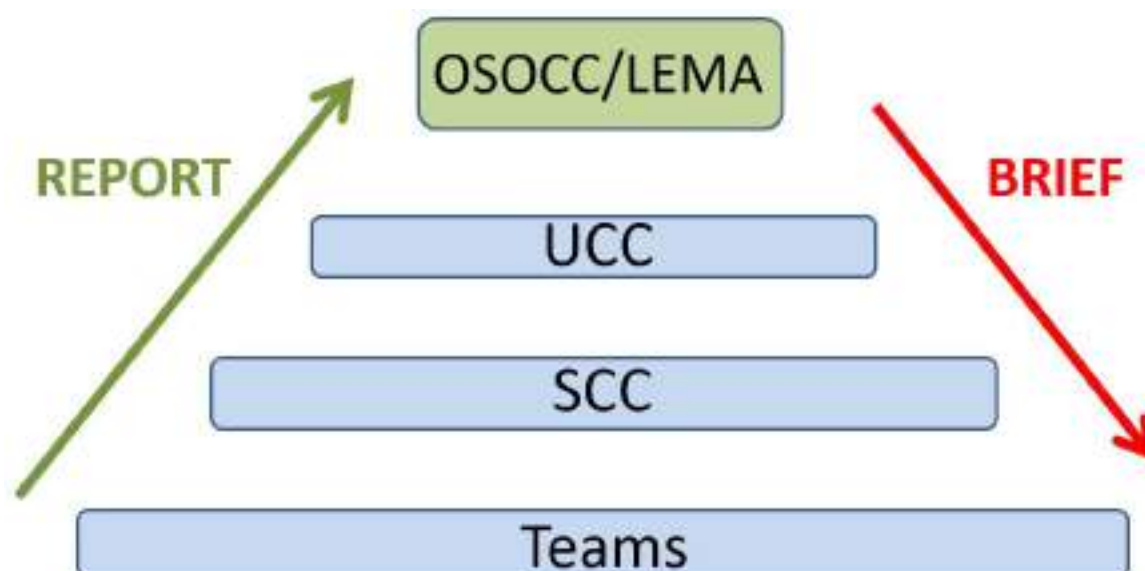 OSOCC/LEMA
REPORT
BRIEF
UCC
SCC
Teams